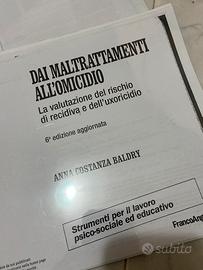 DAI MALTRATTAMENTI
ALL'OMICIDIO
La valutazione del rischio
di recidiva e dell'uxoricidio
6ª edizione aggiornata
ANNA COSTANZA BALDRY
Strumenti per il lavoro
psico-sociale ed educativo
FrancoAng
subito